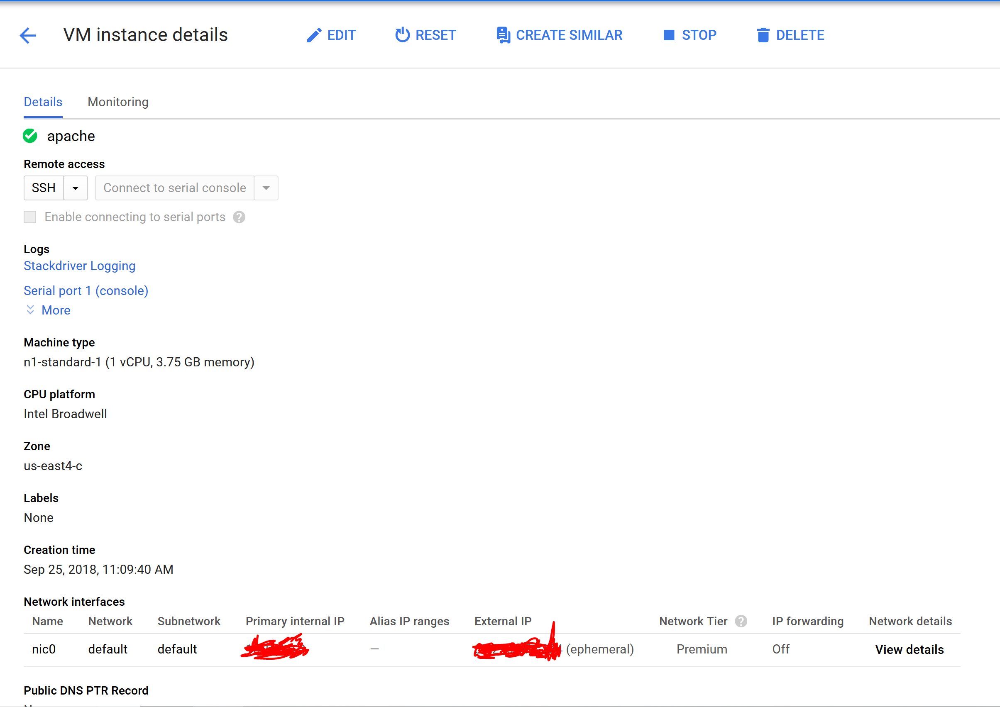 VM instance details EDIT RESET CREATE SIMILAR STOP DELETE
Details Monitoring
apache
Remote access
SSH Connect to serial console
Enable connecting to serial ports ?
Logs
Stackdriver Logging
Serial port 1 (console)
More
Machine type
n1-standard-1 (1 vCPU, 3.75 GB memory)
CPU platform
Intel Broadwell
Zone
us-east4-c
Labels
None
Creation time
Sep 25, 2018, 11:09:40 AM
Network interfaces
Name Network Subnetwork Primary internal IP Alias IP ranges External IP Network Tier ? IP forwarding Network details
nic0 default default — (ephemeral) Premium Off View details
Public DNS PTR Record